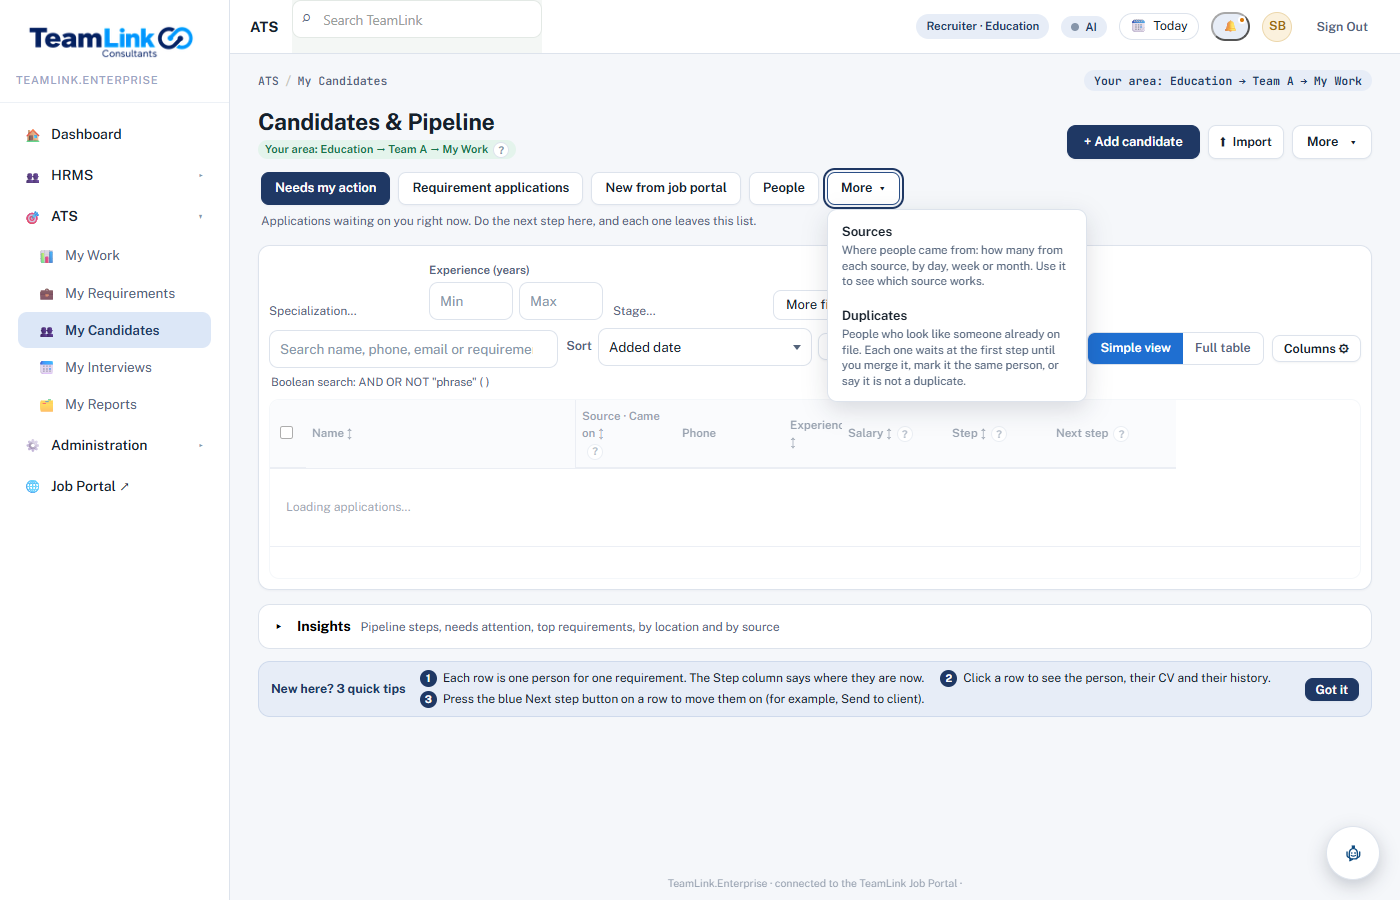 TeamLink
Consultants
TEAMLINK.ENTERPRISE
Dashboard
HRMS
ATS
My Work
My Requirements
My Candidates
My Interviews
My Reports
Administration
Job Portal ↗
ATS
Search TeamLink
Recruiter · Education
AI
Today
SB
Sign Out
ATS / My Candidates
Your area: Education → Team A → My Work
Candidates & Pipeline
Your area: Education → Team A → My Work ?
+ Add candidate
⬆ Import
More
Needs my action
Requirement applications
New from job portal
People
More
Applications waiting on you right now. Do the next step here, and each one leaves this list.
Sources
Where people came from: how many from
each source, by day, week or month. Use it
to see which source works.
Duplicates
People who look like someone already on
file. Each one waits at the first step until
you merge it, mark it the same person, or
say it is not a duplicate.
Experience (years)
Specialization...
Min
Max
Stage...
More fi
Search name, phone, email or requireme
Sort
Added date
Simple view
Full table
Columns ⚙
Boolean search: AND OR NOT "phrase" ( )
Name ↕
Source · Came
on ↕
?
Phone
Experienc
↕
Salary ↕ ?
Step ↕ ?
Next step ?
Loading applications...
Insights
Pipeline steps, needs attention, top requirements, by location and by source
New here? 3 quick tips
1 Each row is one person for one requirement. The Step column says where they are now.
2 Click a row to see the person, their CV and their history.
3 Press the blue Next step button on a row to move them on (for example, Send to client).
Got it
TeamLink.Enterprise · connected to the TeamLink Job Portal ·